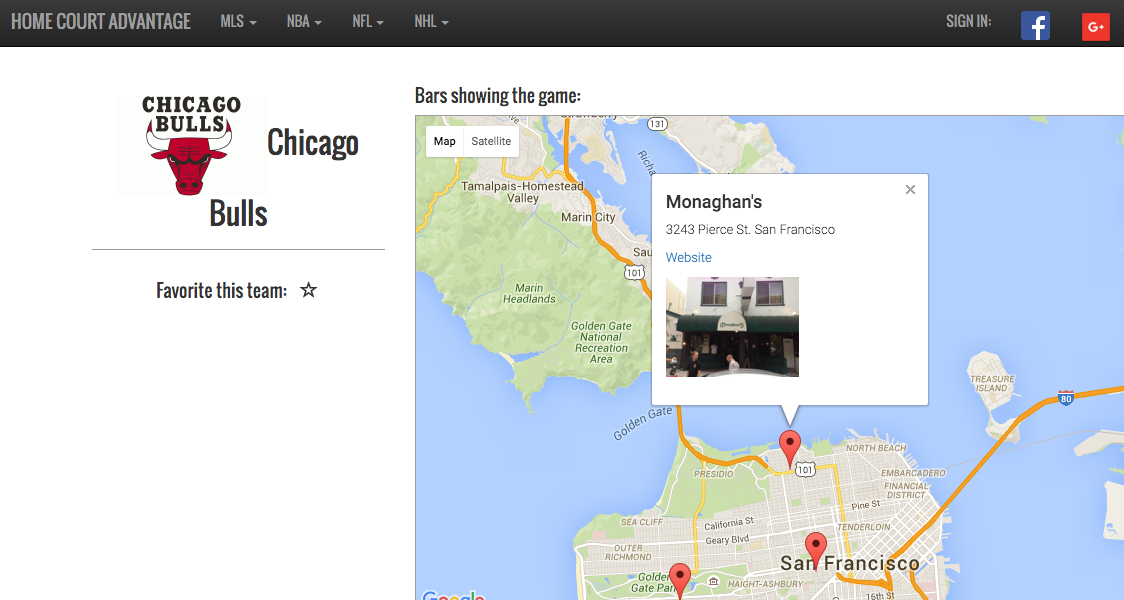 HOME COURT ADVANTAGE
MLS
NBA
NFL
NHL
SIGN IN:
f
G+
CHICAGO
BULLS
Chicago
Bulls
Favorite this team: ☆
Bars showing the game:
Map
Satellite
131
Tamalpais-Homestead
Valley
Marin City
101
Marin
Headlands
Golden Gate
National
Recreation
Area
Monaghan's
×
3243 Pierce St. San Francisco
Website
TREASURE
ISLAND
80
Golden Gate
101
NORTH BEACH
PRESIDIO
EMBARCADERO
FINANCIAL
DISTRICT
Pine St
SEA CLIFF
California St
TENDERLOIN
Geary Blvd
OUTER
RICHMOND
San Francisco
Golden
Gate Pa
HAIGHT-ASHBURY
16th St
Google